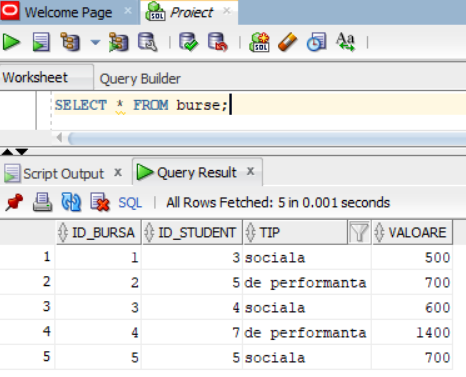 Welcome Page × Proiect ×
Worksheet Query Builder
SELECT * FROM burse;
Script Output × Query Result ×
SQL | All Rows Fetched: 5 in 0.001 seconds
ID_BURSA ID_STUDENT TIP VALOARE
1 1 3 sociala 500
2 2 5 de performanta 700
3 3 4 sociala 600
4 4 7 de performanta 1400
5 5 5 sociala 700